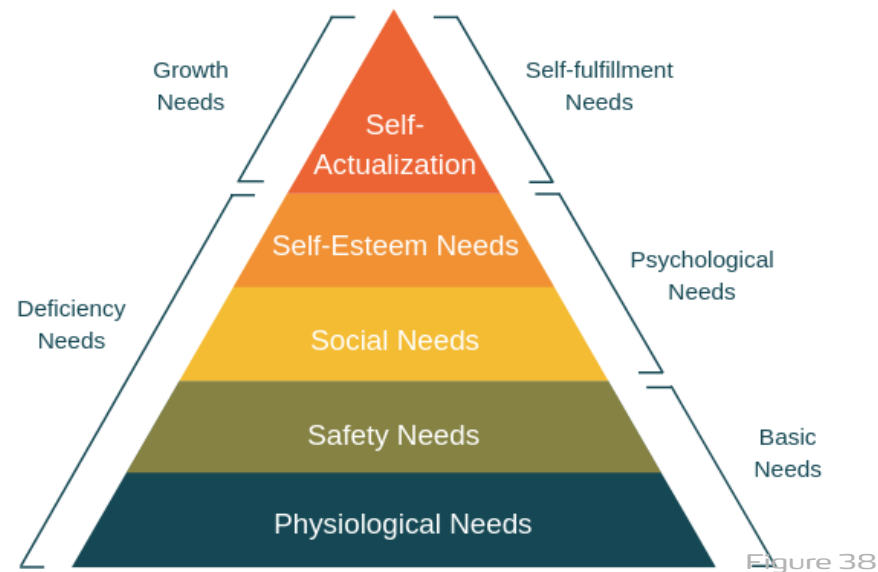 Growth
Needs
Self-fulfillment
Needs
Self-
Actualization
Self-Esteem Needs
Psychological
Needs
Deficiency
Needs
Social Needs
Safety Needs
Basic
Needs
Physiological Needs
Figure 38